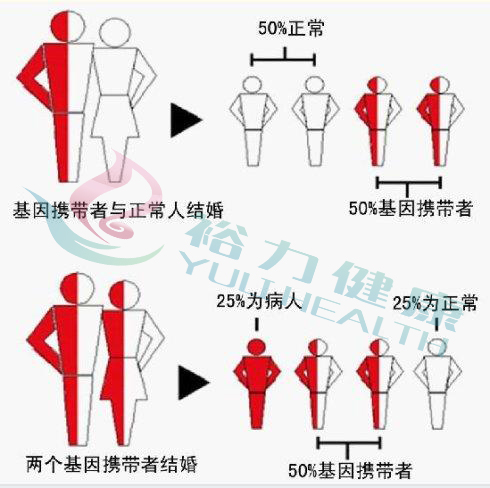 50%正常
基因携带者与正常人结婚
50%基因携带者
裕力健康
YULI HEALTH
25%为病人
25%为正常
两个基因携带者结婚
50%基因携带者